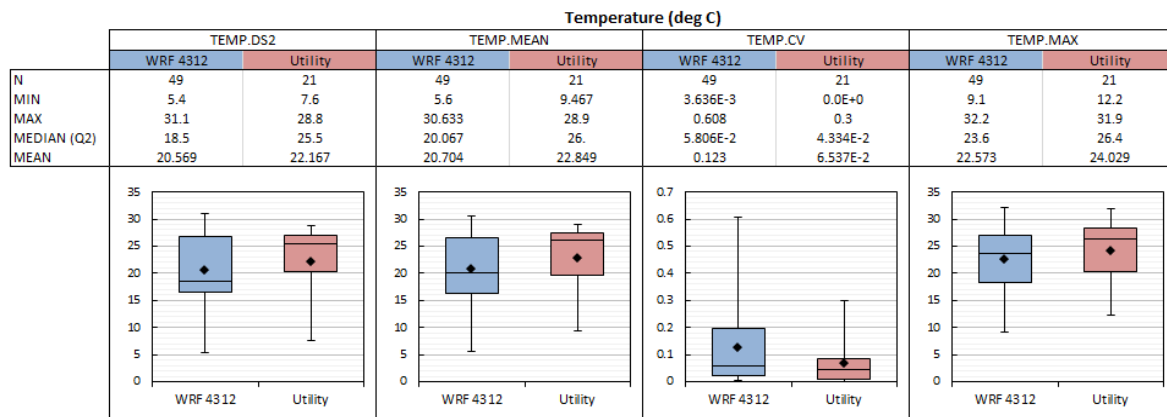 Temperature (deg C)
TEMP.DS2 TEMP.MEAN TEMP.CV TEMP.MAX
WRF 4312 Utility WRF 4312 Utility WRF 4312 Utility WRF 4312 Utility
N 49 21 49 21 49 21 49 21
MIN 5.4 7.6 5.6 9.467 3.636E-3 0.0E+0 9.1 12.2
MAX 31.1 28.8 30.633 28.9 0.608 0.3 32.2 31.9
MEDIAN (Q2) 18.5 25.5 20.067 26. 5.806E-2 4.334E-2 23.6 26.4
MEAN 20.569 22.167 20.704 22.849 0.123 6.537E-2 22.573 24.029
35 35 0.7 35
30 30 0.6 30
25 25 0.5 25
20 20 0.4 20
15 15 0.3 15
10 10 0.2 10
5 5 0.1 5
0 0 0 0
WRF 4312 Utility WRF 4312 Utility WRF 4312 Utility WRF 4312 Utility